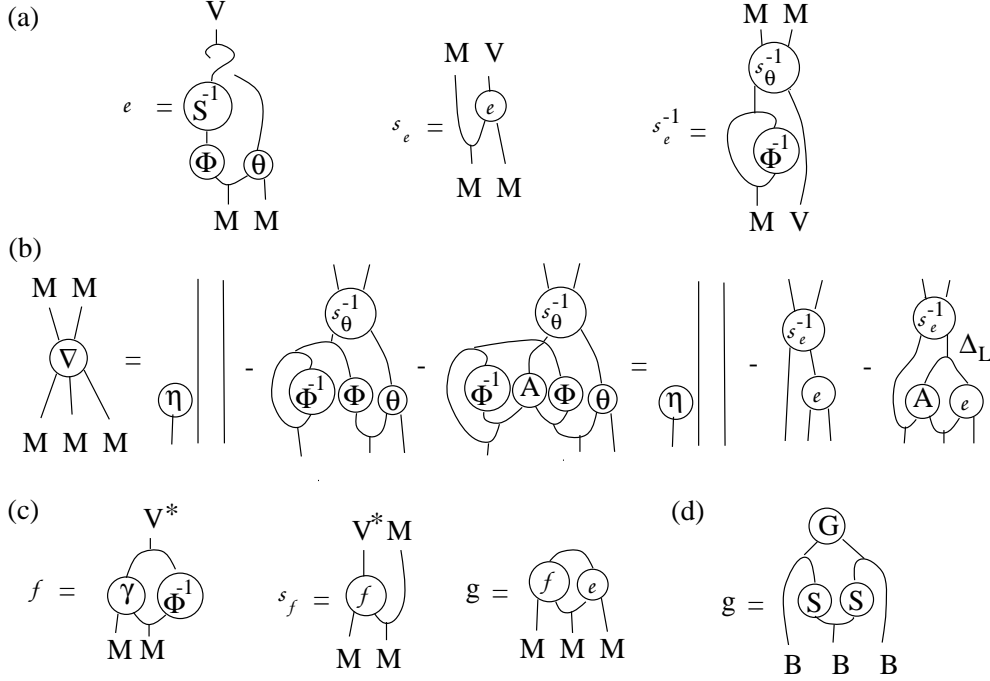 (a)
V
M V
M M
e = S⁻¹ Φ θ
s_e = e
s_e⁻¹ = s_θ⁻¹ Φ⁻¹
M M
M M
M V
(b)
M M
∇ = η - s_θ⁻¹ Φ⁻¹ Φ θ - s_θ⁻¹ Φ⁻¹ A Φ θ = η - s_e⁻¹ e - s_e⁻¹ Δ_L A e
M M M
(c)
V*
V* M
(d)
f = γ Φ⁻¹
s_f = f
g = f e
g = G S S
M M
M M
M M M
B B B